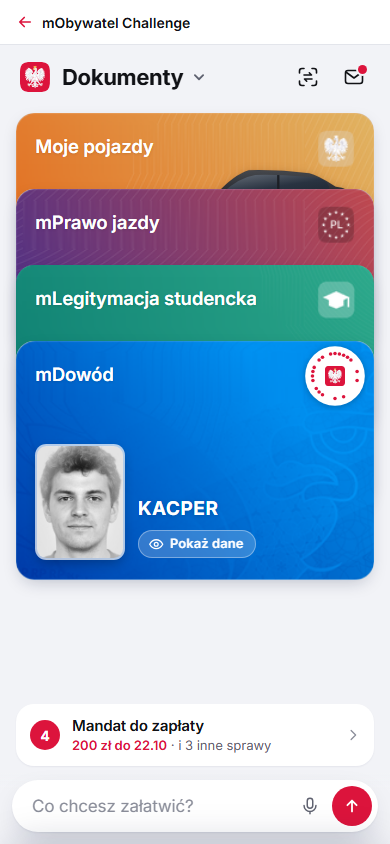 mObywatel Challenge
Dokumenty
Moje pojazdy
mPrawo jazdy
PL
mLegitymacja studencka
mDowód
KACPER
Pokaż dane
4
Mandat do zapłaty
200 zł do 22.10 · i 3 inne sprawy
Co chcesz załatwić?